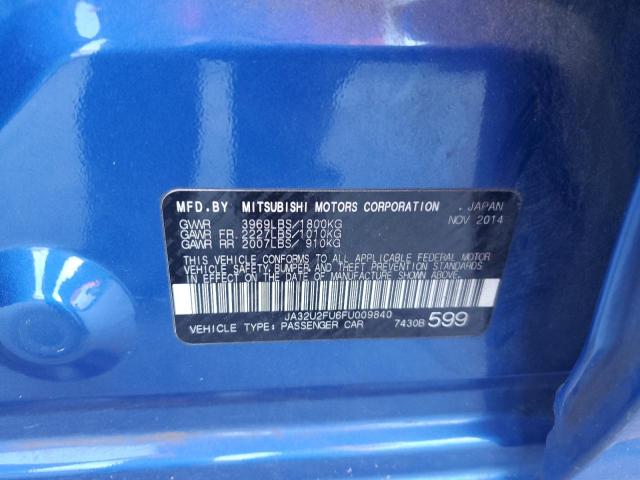 MFD.BY MITSUBISHI MOTORS CORPORATION . JAPAN
NOV 2014
GVWR 3969LBS/1800KG
GAWR FR.2227LBS/1010KG
GAWR RR 2007LBS/ 910KG
THIS VEHICLE CONFORMS TO ALL APPLICABLE FEDERAL MOTOR
VEHICLE SAFETY, BUMPER AND THEFT PREVENTION STANDARDS
IN EFFECT ON THE DATE OF MANUFACTURE SHOWN ABOVE.
JA32U2FU6FU009840
VEHICLE TYPE: PASSENGER CAR 7430B 599